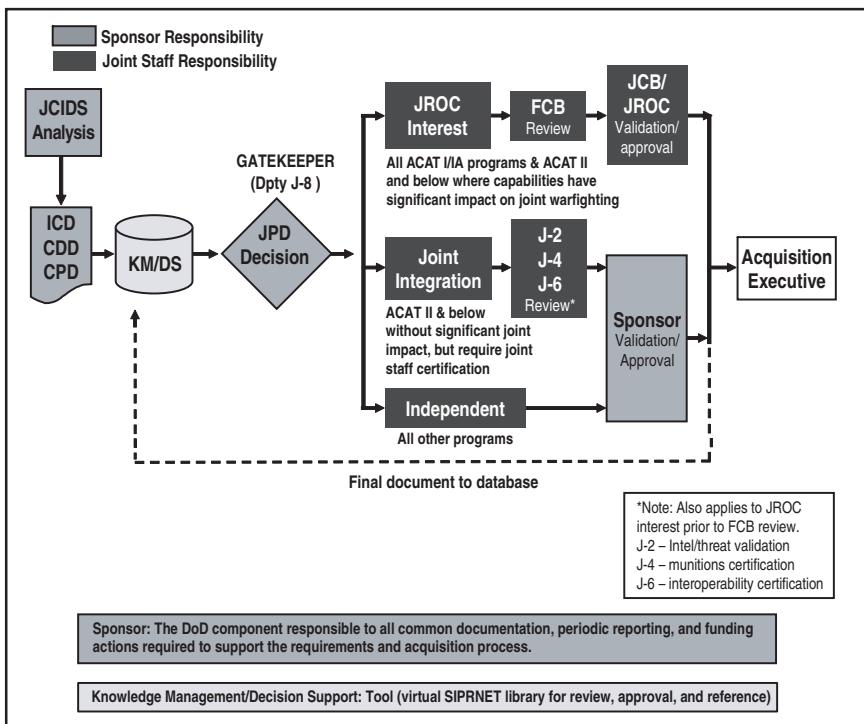 Sponsor Responsibility
Joint Staff Responsibility
JCIDS
Analysis
ICD
CDD
CPD
KM/DS
GATEKEEPER
(Dpty J-8 )
JPD
Decision
JROC
Interest
FCB
Review
JCB/
JROC
Validation/
approval
All ACAT I/IA programs & ACAT II
and below where capabilities have
significant impact on joint warfighting
Joint
Integration
J-2
J-4
J-6
Review*
ACAT II & below
without significant joint
impact, but require joint
staff certification
Sponsor
Validation/
Approval
Acquisition
Executive
Independent
All other programs
Final document to database
*Note: Also applies to JROC
interest prior to FCB review.
J-2 – Intel/threat validation
J-4 – munitions certification
J-6 – interoperability certification
Sponsor: The DoD component responsible to all common documentation, periodic reporting, and funding
actions required to support the requirements and acquisition process.
Knowledge Management/Decision Support: Tool (virtual SIPRNET library for review, approval, and reference)